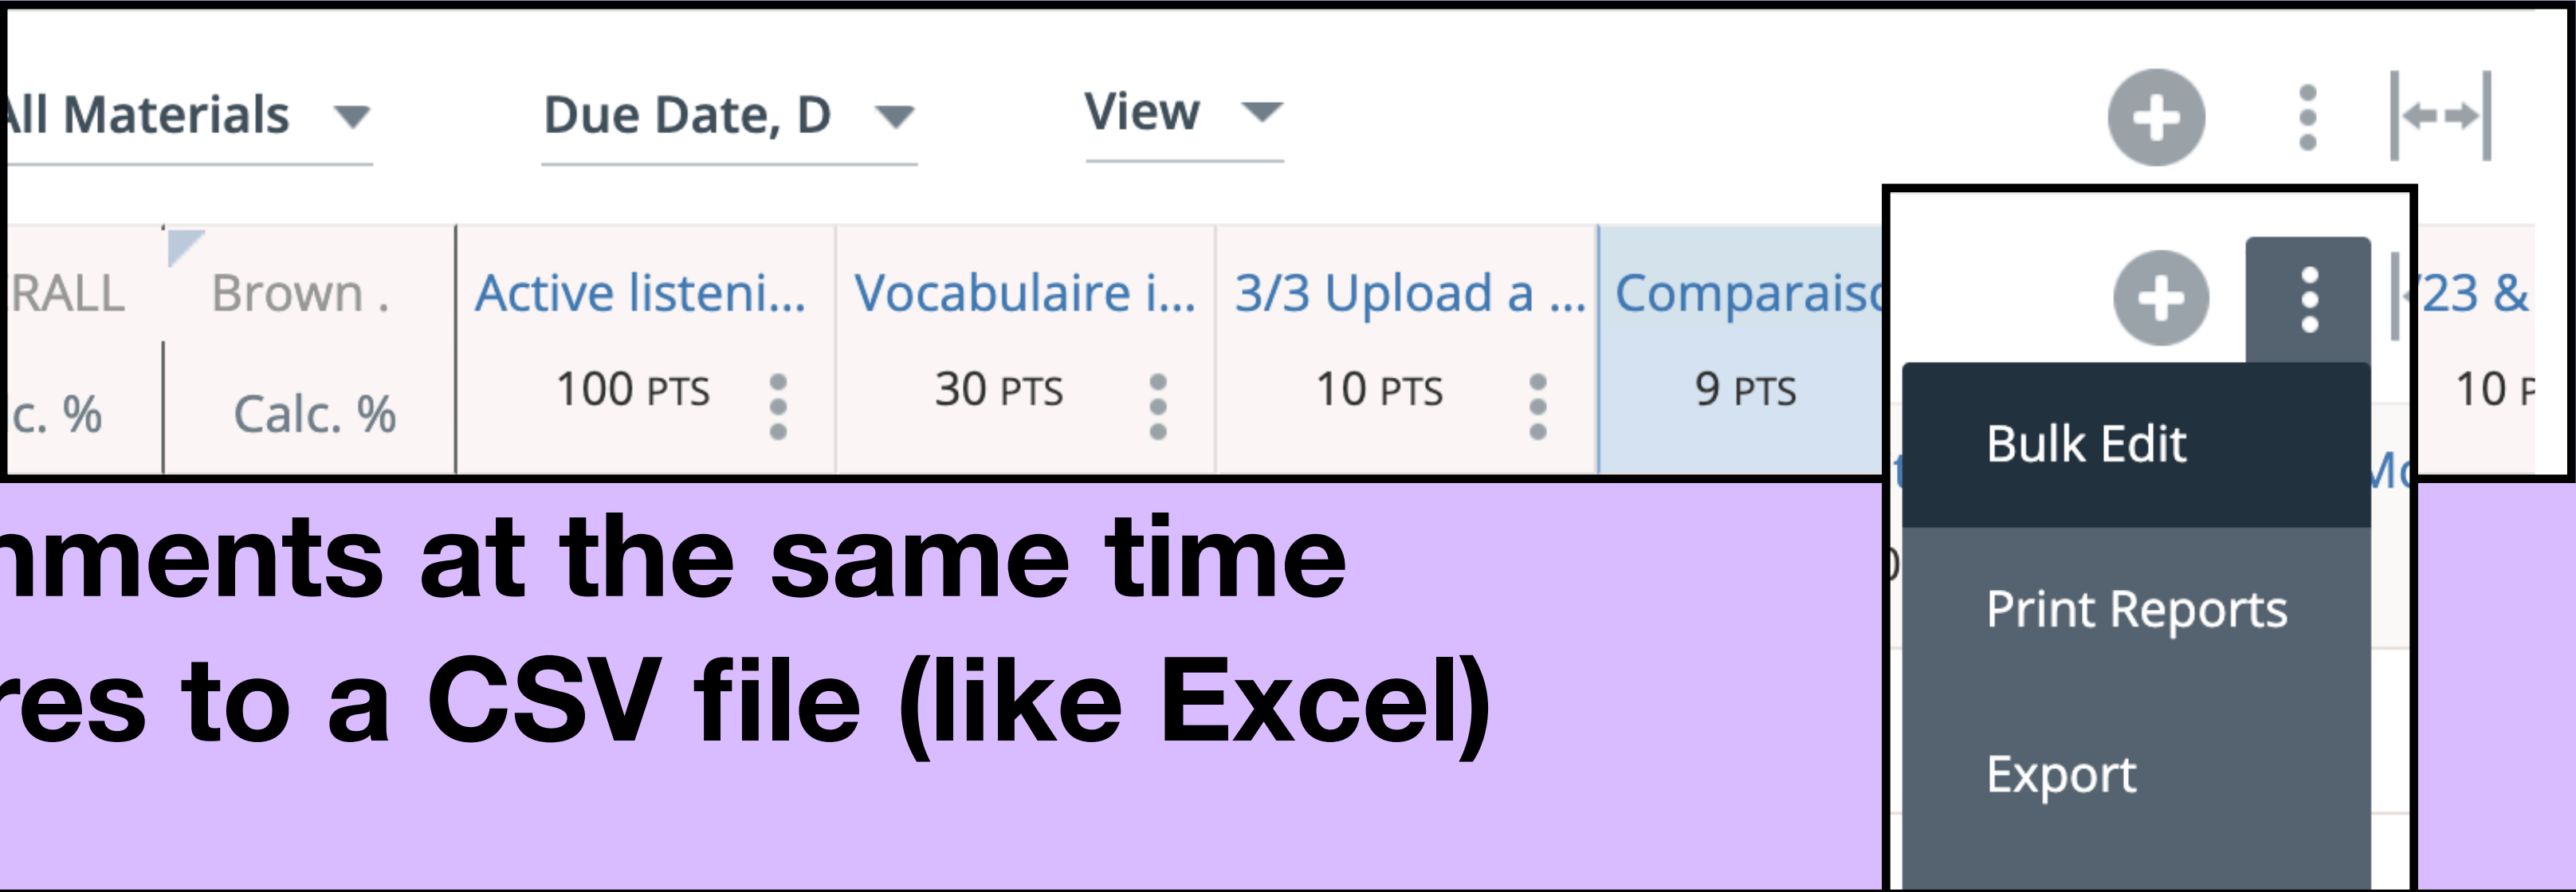 All Materials Due Date, D View
RALL Brown . Active listeni... Vocabulaire i... 3/3 Upload a ... Comparaiso /23 &
c. % Calc. % 100 PTS 30 PTS 10 PTS 9 PTS 10 P
Bulk Edit
Print Reports
Export
nments at the same time
res to a CSV file (like Excel)